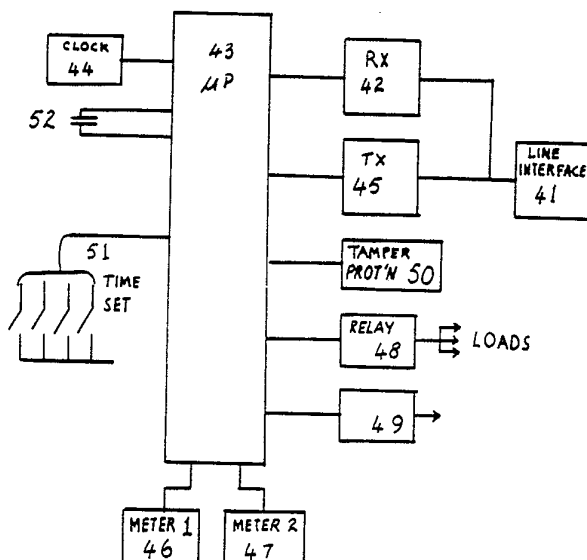 CLOCK
44
43
μP
RX
42
52
TX
45
LINE
INTERFACE
41
51
TIME
SET
TAMPER
PROT'N 50
RELAY
48
LOADS
49
METER 1
46
METER 2
47